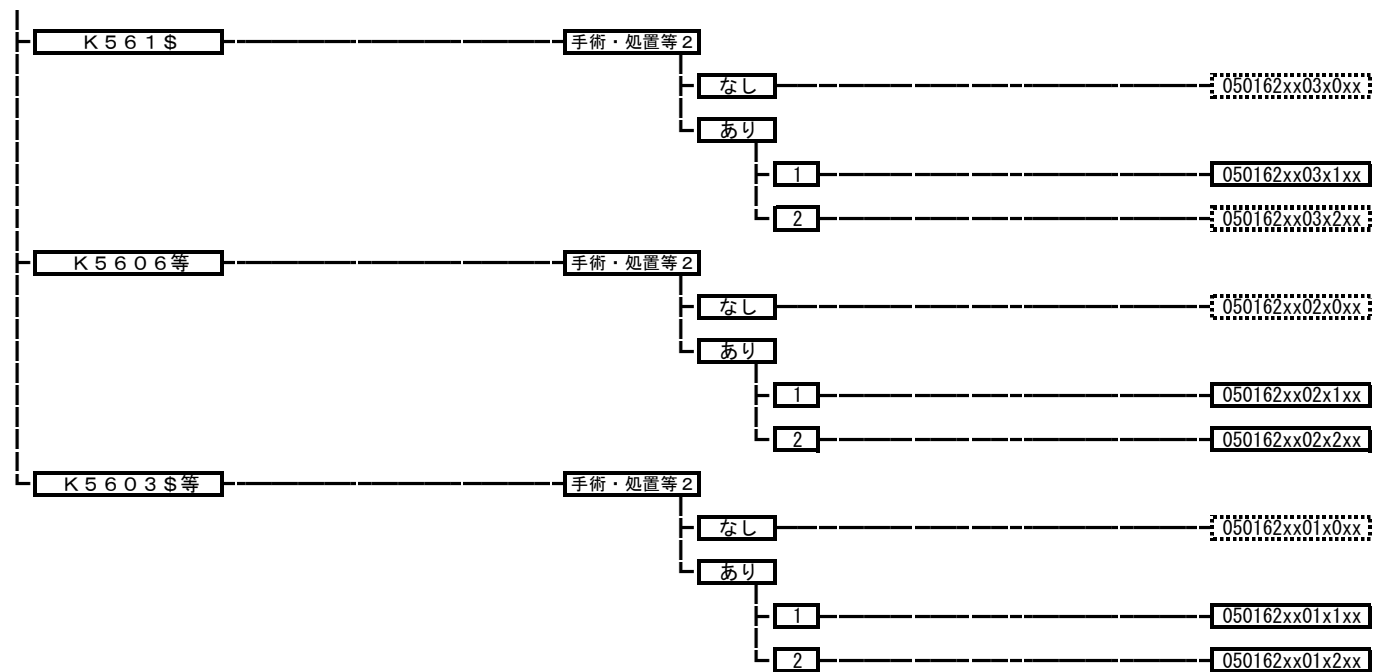 Ｋ５６１＄ 手術・処置等２
なし 050162xx03x0xx
あり
1 050162xx03x1xx
2 050162xx03x2xx
Ｋ５６０６等 手術・処置等２
なし 050162xx02x0xx
あり
1 050162xx02x1xx
2 050162xx02x2xx
Ｋ５６０３＄等 手術・処置等２
なし 050162xx01x0xx
あり
1 050162xx01x1xx
2 050162xx01x2xx